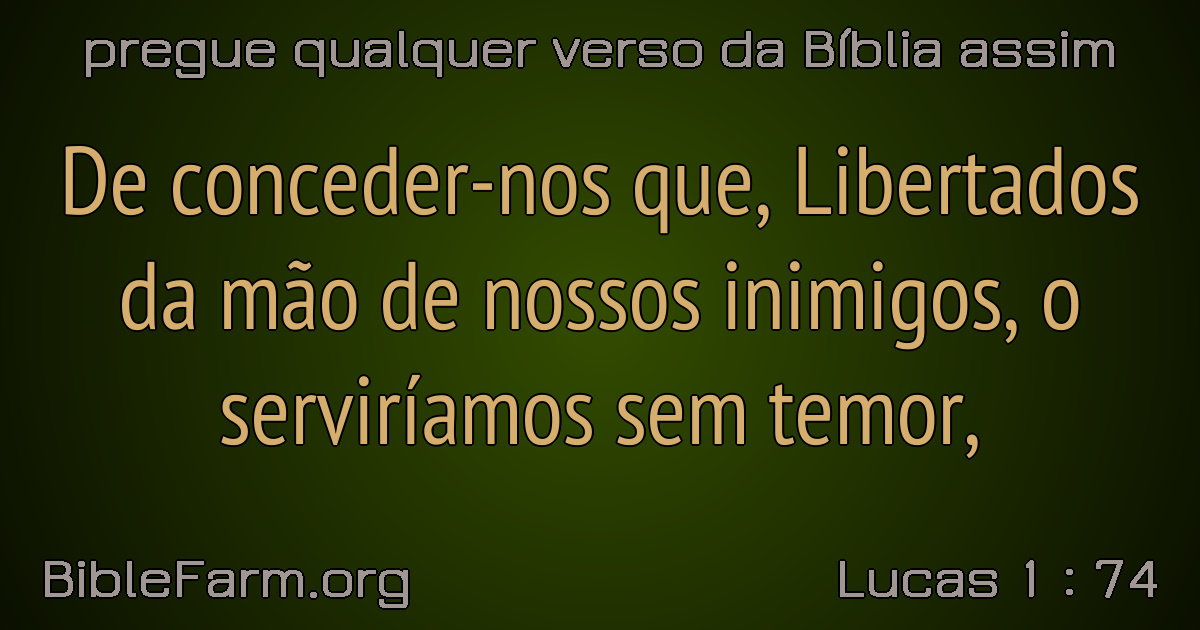 pregue qualquer verso da Bíblia assim
De conceder-nos que, Libertados
da mão de nossos inimigos, o
serviríamos sem temor,
BibleFarm.org
Lucas 1 : 74